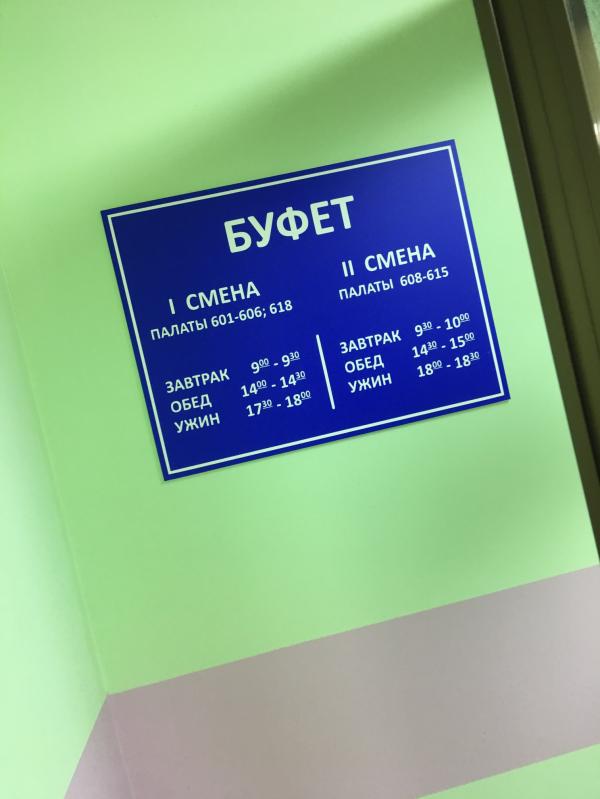 БУФЕТ
I СМЕНА
ПАЛАТЫ 601-606; 618
ЗАВТРАК 9⁰⁰ - 9³⁰
ОБЕД 14⁰⁰ - 14³⁰
УЖИН 17³⁰ - 18⁰⁰
II СМЕНА
ПАЛАТЫ 608-615
ЗАВТРАК 9³⁰ - 10⁰⁰
ОБЕД 14³⁰ - 15⁰⁰
УЖИН 18⁰⁰ - 18³⁰